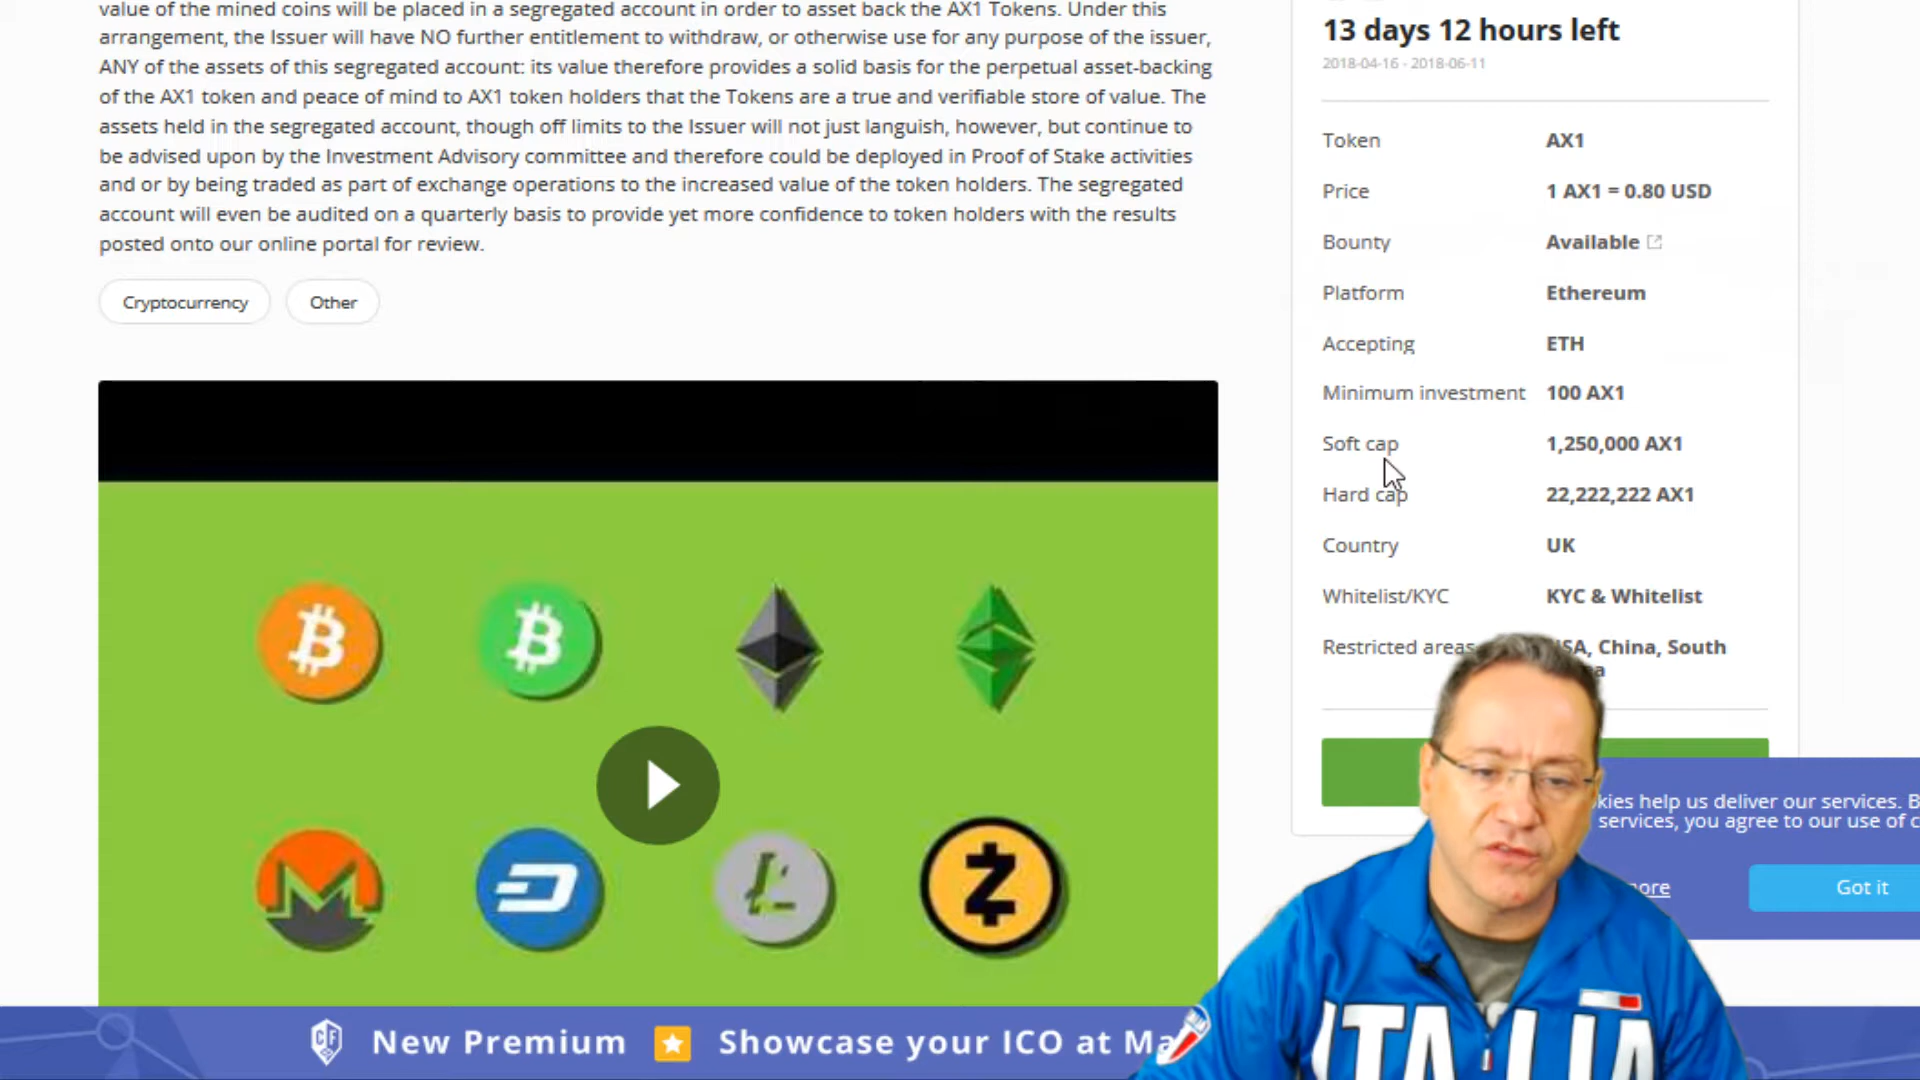 value of the mined coins will be placed in a segregated account in order to asset back the AX1 Tokens. Under this
arrangement, the Issuer will have NO further entitlement to withdraw, or otherwise use for any purpose of the issuer,
ANY of the assets of this segregated account: its value therefore provides a solid basis for the perpetual asset-backing
of the AX1 token and peace of mind to AX1 token holders that the Tokens are a true and verifiable store of value. The
assets held in the segregated account, though off limits to the Issuer will not just languish, however, but continue to
be advised upon by the Investment Advisory committee and therefore could be deployed in Proof of Stake activities
and or by being traded as part of exchange operations to the increased value of the token holders. The segregated
account will even be audited on a quarterly basis to provide yet more confidence to token holders with the results
posted onto our online portal for review.
Cryptocurrency Other
13 days 12 hours left
2018-04-16 - 2018-06-11
Token AX1
Price 1 AX1 = 0.80 USD
Bounty Available
Platform Ethereum
Accepting ETH
Minimum investment 100 AX1
Soft cap 1,250,000 AX1
Hard cap 22,222,222 AX1
Country UK
Whitelist/KYC KYC & Whitelist
Restricted areas China, South
help us deliver our services.
services, you agree to our use of
Got it
New Premium Showcase your ICO at
ITALIA